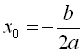 x₀ = −b/2a